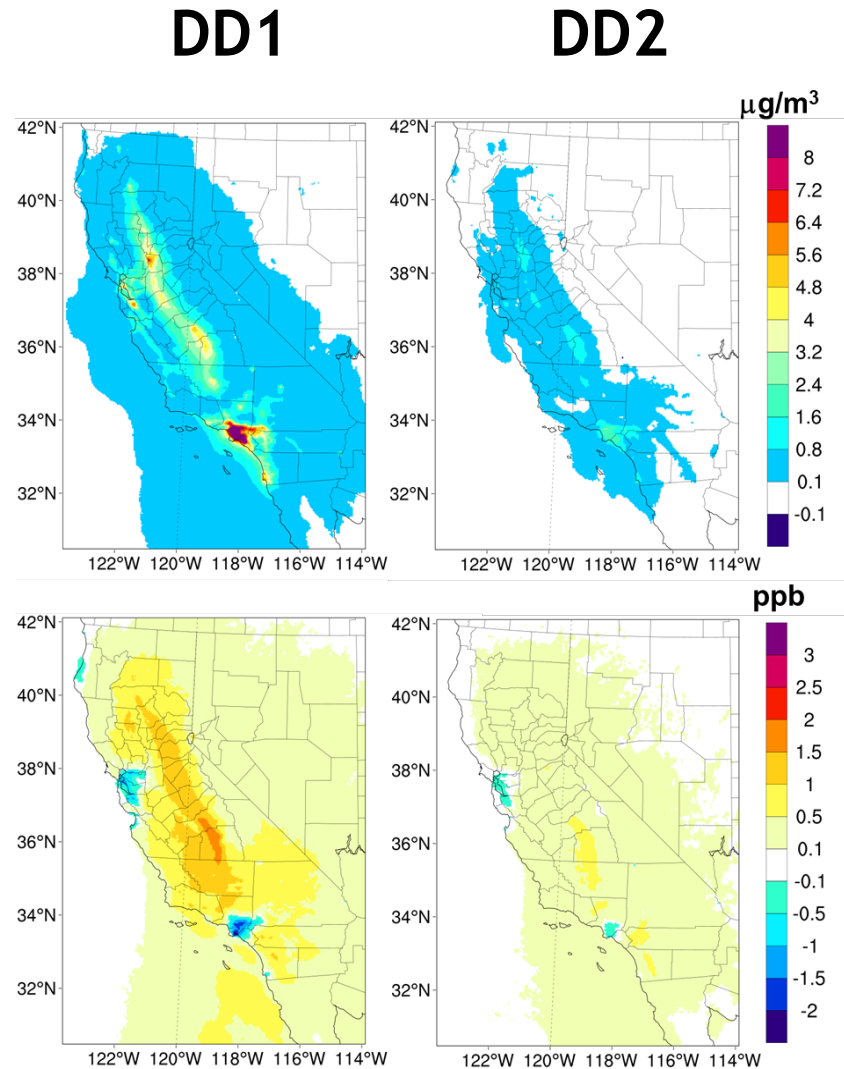 DD1 DD2
μg/m³
42°N 42°N
8
7.2
40°N 40°N
6.4
5.6
38°N 38°N
4.8
4
36°N 36°N
3.2
2.4
34°N 34°N
1.6
0.8
32°N 32°N
0.1
-0.1
122°W 120°W 118°W 116°W 114°W 122°W 120°W 118°W 116°W 114°W
ppb
42°N 42°N
3
2.5
40°N 40°N
2
1.5
38°N 38°N
1
0.5
36°N 36°N
0.1
-0.1
34°N 34°N
-0.5
-1
32°N 32°N
-1.5
-2
122°W 120°W 118°W 116°W 114°W 122°W 120°W 118°W 116°W 114°W